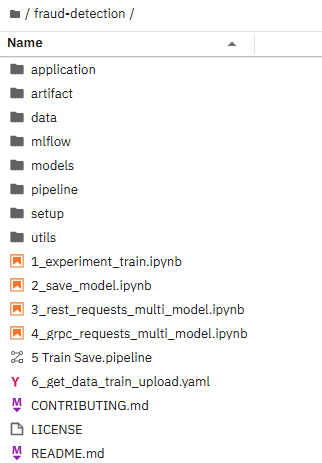 / fraud-detection /
Name
application
artifact
data
mlflow
models
pipeline
setup
utils
1_experiment_train.ipynb
2_save_model.ipynb
3_rest_requests_multi_model.ipynb
4_grpc_requests_multi_model.ipynb
5 Train Save.pipeline
Y 6_get_data_train_upload.yaml
M CONTRIBUTING.md
LICENSE
M README.md